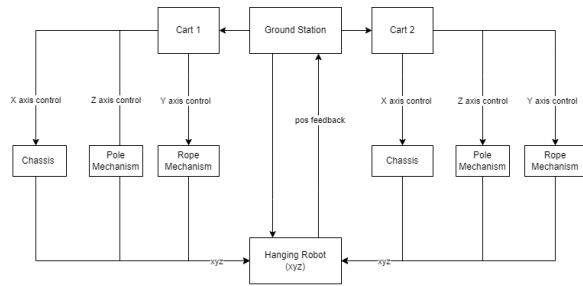 Cart 1
Ground Station
Cart 2
X axis control
Z axis control
Y axis control
pos feedback
X axis control
Z axis control
Y axis control
Chassis
Pole
Mechanism
Rope
Mechanism
Chassis
Pole
Mechanism
Rope
Mechanism
xyz
Hanging Robot
(xyz)
xyz